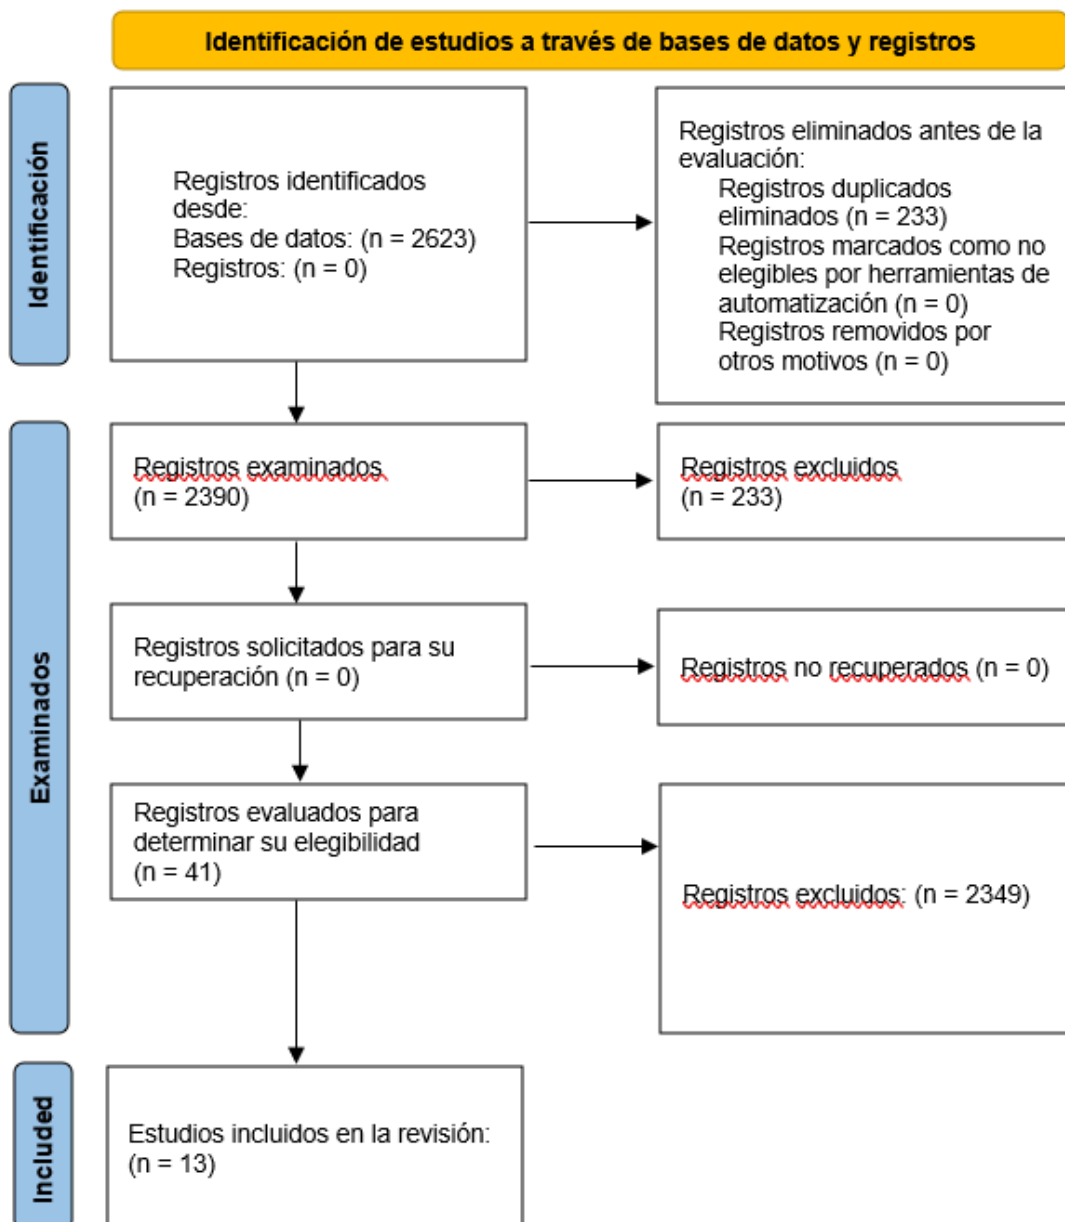 Identificación de estudios a través de bases de datos y registros
Identificación
Registros identificados
desde:
Bases de datos: (n = 2623)
Registros: (n = 0)
Registros eliminados antes de la
evaluación:
Registros duplicados
eliminados (n = 233)
Registros marcados como no
elegibles por herramientas de
automatización (n = 0)
Registros removidos por
otros motivos (n = 0)
Examinados
Registros examinados
(n = 2390)
Registros excluidos
(n = 233)
Registros solicitados para su
recuperación (n = 0)
Registros no recuperados (n = 0)
Registros evaluados para
determinar su elegibilidad
(n = 41)
Registros excluidos: (n = 2349)
Included
Estudios incluidos en la revisión:
(n = 13)